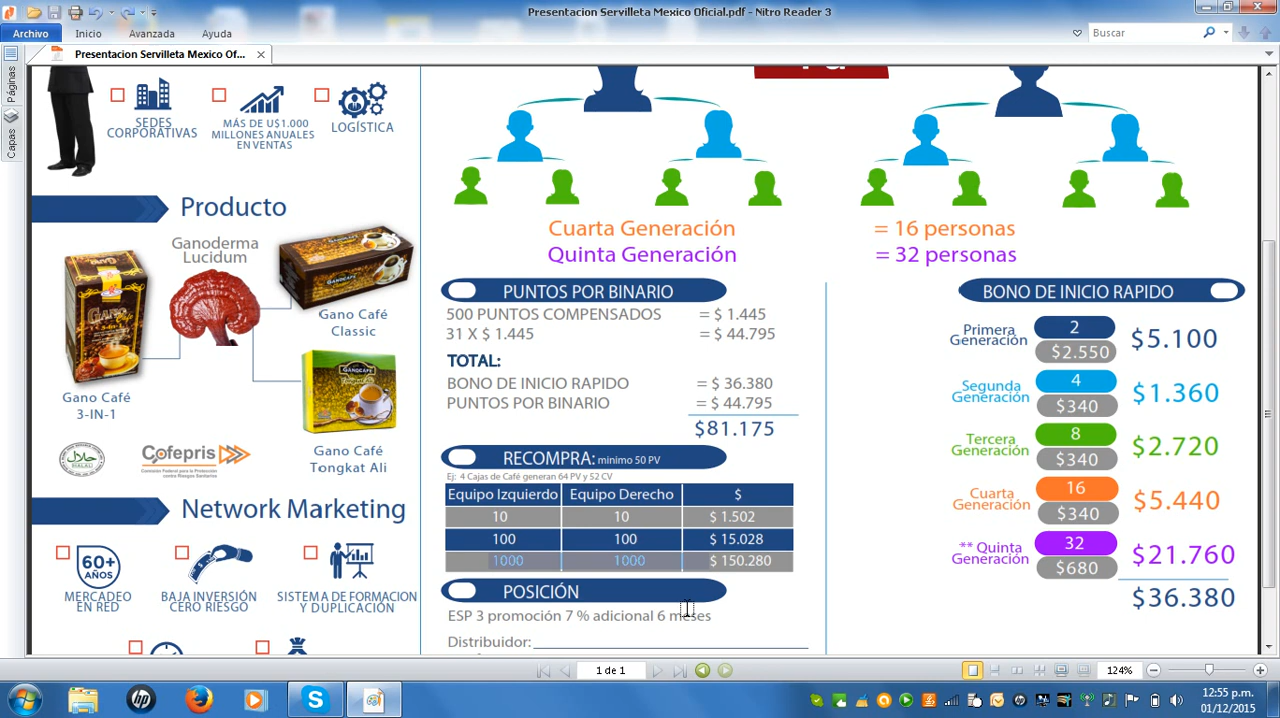 Presentacion Servilleta Mexico Oficial.pdf - Nitro Reader 3
Archivo Inicio Avanzada Ayuda
Buscar
Presentacion Servilleta Mexico Of...
Páginas
Capas
SEDES
CORPORATIVAS
MÁS DE U$1.000
MILLONES ANUALES
EN VENTAS
LOGÍSTICA
Producto
Ganoderma
Lucidum
Gano Café
Classic
Gano Café
3-IN-1
Gano Café
Tongkat Ali
HALAL
Cofepris
Comisión Federal para la Protección
contra Riesgos Sanitarios
Network Marketing
60+
AÑOS
MERCADEO
EN RED
BAJA INVERSIÓN
CERO RIESGO
SISTEMA DE FORMACION
Y DUPLICACIÓN
Cuarta Generación = 16 personas
Quinta Generación = 32 personas
PUNTOS POR BINARIO
500 PUNTOS COMPENSADOS = $ 1.445
31 X $ 1.445 = $ 44.795
TOTAL:
BONO DE INICIO RAPIDO = $ 36.380
PUNTOS POR BINARIO = $ 44.795
$81.175
RECOMPRA: minimo 50 PV
Ej: 4 Cajas de Café generan 64 PV y 52 CV
Equipo Izquierdo Equipo Derecho $
10 10 $ 1.502
100 100 $ 15.028
1000 1000 $ 150.280
POSICIÓN
ESP 3 promoción 7 % adicional 6 meses
Distribuidor:
BONO DE INICIO RAPIDO
Primera
Generación
2
$2.550
$5.100
Segunda
Generación
4
$340
$1.360
Tercera
Generación
8
$340
$2.720
Cuarta
Generación
16
$340
$5.440
** Quinta
Generación
32
$680
$21.760
$36.380
1 de 1
124%
12:55 p.m.
01/12/2015